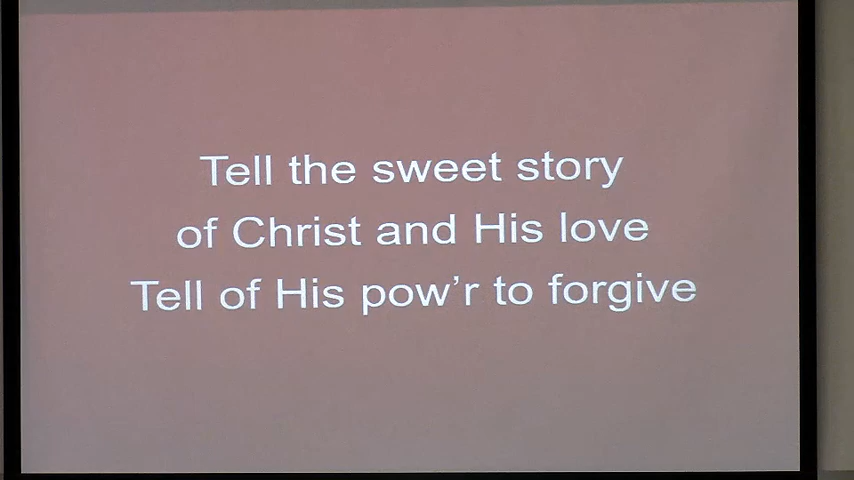 Tell the sweet story
of Christ and His love
Tell of His pow’r to forgive